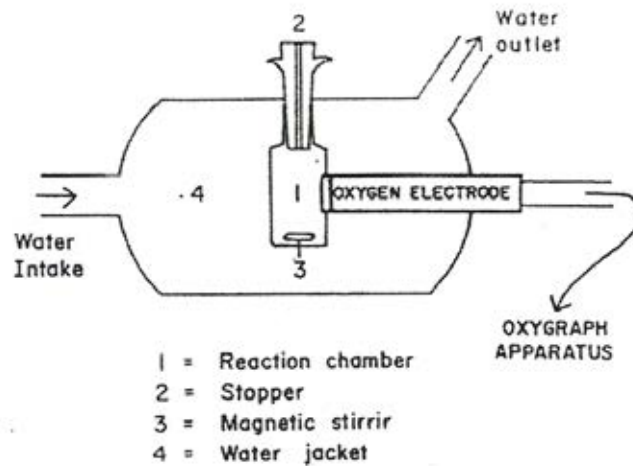 2
Water
outlet
4
1
OXYGEN ELECTRODE
Water
Intake
3
OXYGRAPH
APPARATUS
1 = Reaction chamber
2 = Stopper
3 = Magnetic stirrir
4 = Water jacket